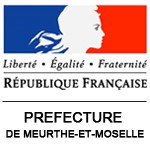 Liberté • Égalité • Fraternité
RÉPUBLIQUE FRANÇAISE
PREFECTURE
DE MEURTHE-ET-MOSELLE